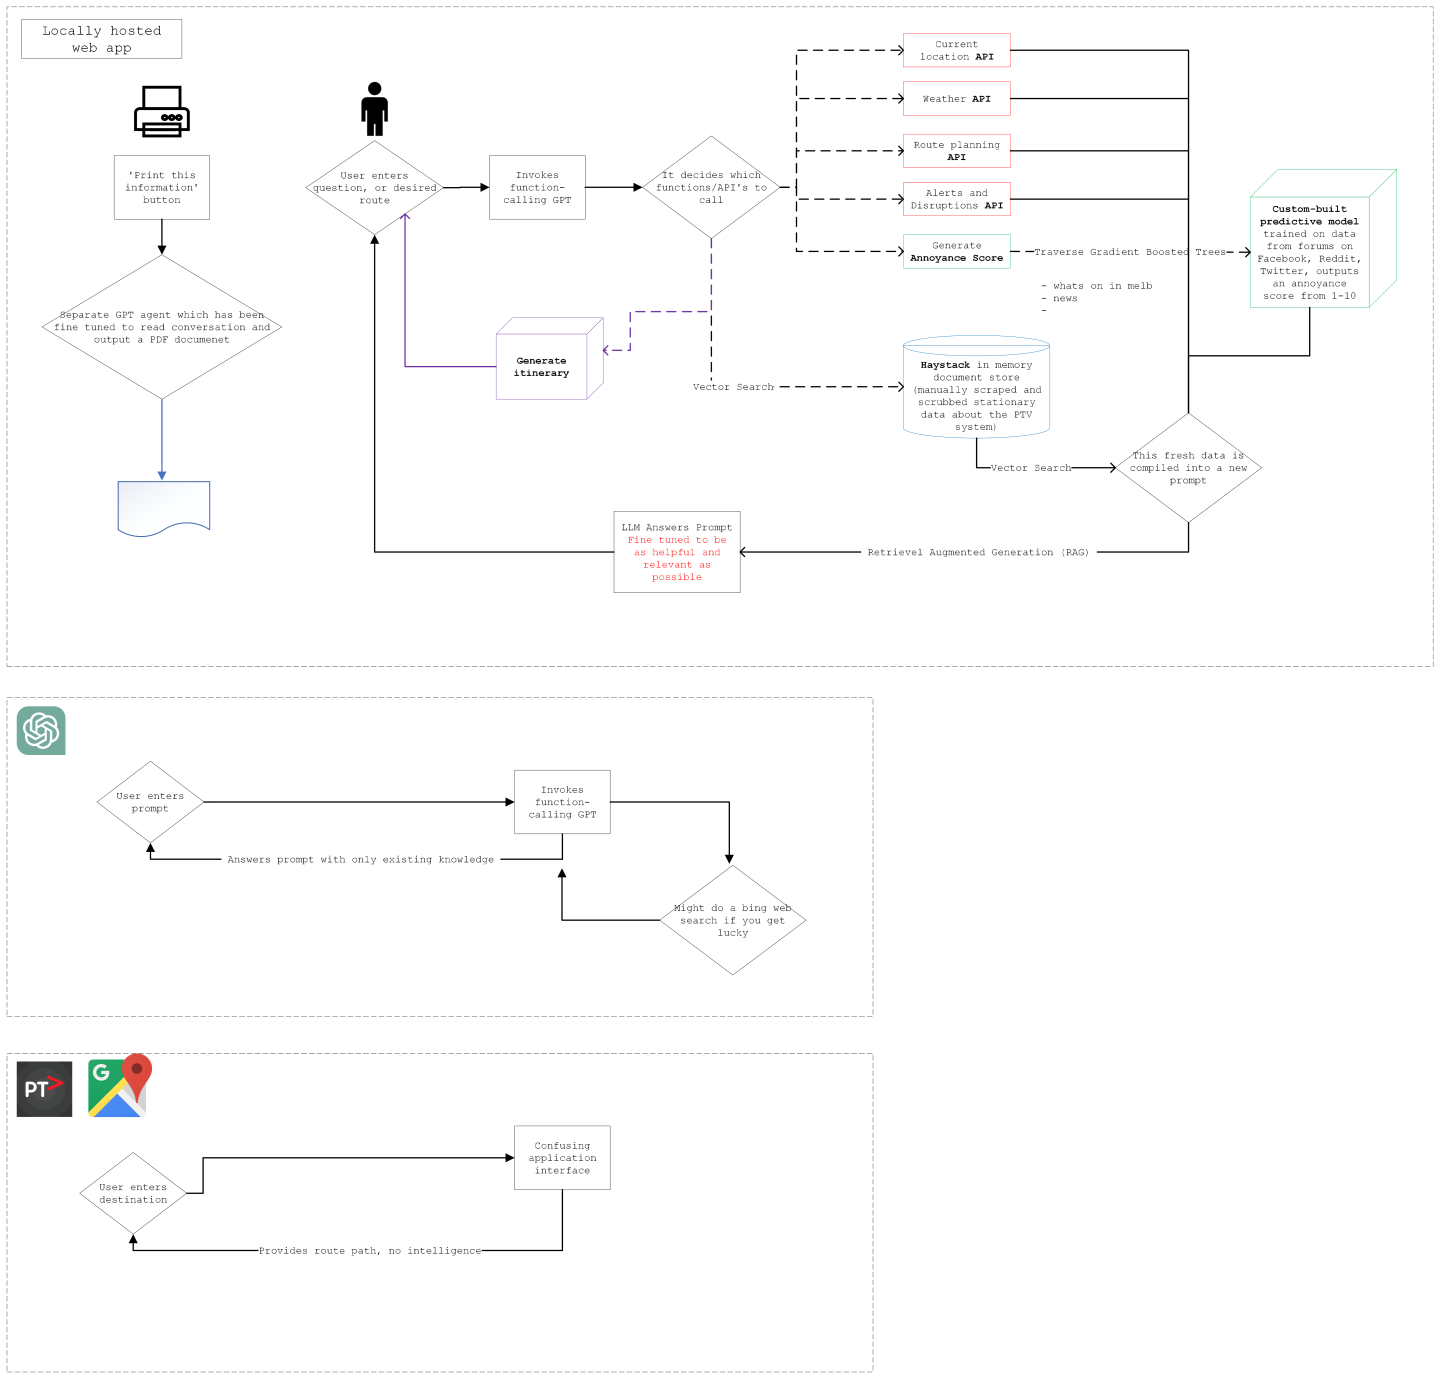 Locally hosted
web app
'Print this
information'
button
Separate GPT agent which has been
fine tuned to read conversation and
output a PDF documenet
User enters
question, or desired
route
Invokes
function-
calling GPT
It decides which
functions/API's to
call
Current
location API
Weather API
Route planning
API
Alerts and
Disruptions API
Generate
Annoyance Score
Traverse Gradient Boosted Trees
Custom-built
predictive model
trained on data
from forums on
Facebook, Reddit,
Twitter, outputs
an annoyance
score from 1-10
- whats on in melb
- news
-
Generate
itinerary
Vector Search
Haystack in memory
document store
(manually scraped and
scrubbed stationary
data about the PTV
system)
Vector Search
This fresh data is
compiled into a new
prompt
Retrievel Augmented Generation (RAG)
LLM Answers Prompt
Fine tuned to be
as helpful and
relevant as
possible
User enters
prompt
Invokes
function-
calling GPT
Answers prompt with only existing knowledge
Might do a bing web
search if you get
lucky
PT
G
User enters
destination
Confusing
application
interface
Provides route path, no intelligence